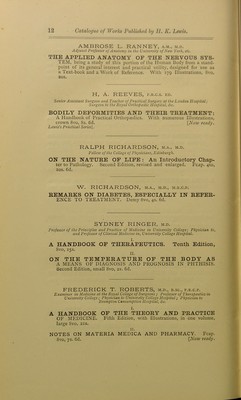 12 Catalogue of Works Published by H. K. Lewis.
AMBROSE L. RANNEY, A.M., M.D.
Adjunct Professor of Anatomy in the University of New York, etc.
THE APPLIED ANATOMY OF THE NERVOUS SYS-
TEM, being a study of this portion of the Human Body from a stand-
point of its general interest and practical utility, designed for use as
a Text-book and a Work of Reference. With 179 Illustrations, 8vo,
20s.
H. A. REEVES, F.R.C.S. ED.
Senior Assistant Surgeon and Teacher of Practical Surgery at the London Hospital;
Surgeon to the Royal Orthopædic Hospital.
BODILY DEFORMITIES AND THEIR TREATMENT:
A Handbook of Practical Orthopædics. With numerous Illustrations,
crown 8vo, 8s. 6d. [Now ready.
Lewis's Practical Series].
RALPH RICHARDSON, M.A., M.D.
Fellow of the College of Physicians, Edinburgh.
ON THE NATURE OF LIFE: An Introductory Chap-
ter to Pathology. Second Edition, revised and enlarged. Fcap. 4to,
10s. 6d.
W. RICHARDSON, M.A., M.D., M.R.C.P.
REMARKS ON DIABETES, ESPECIALLY IN REFER-
ENCE TO TREATMENT. Demy 8vo, 4s. 6d.
SYDNEY RINGER, M.D.
Professor of the Principles and Practice of Medicine in University College; Physician to,
and Professor of Clinical Medicine in, University College Hospital.
I.
A HANDBOOK OF THERAPEUTICS. Tenth Edition,
8vo, 15s.
II.
ON THE TEMPERATURE OF THE BODY AS
A MEANS OF DIAGNOSIS AND PROGNOSIS IN PHTHISIS.
Second Edition, small 8vo, 2s. 6d.
FREDERICK T. ROBERTS, M.D., B.SC., F.R.C.P.
Examiner in Medicine at the Royal College of Surgeons; Professor of Therapeutics in
University College; Physician to University College Hospital; Physician to
Brompton Consumption Hospital, &c.
I.
A HANDBOOK OF THE THEORY AND PRACTICE
OF MEDICINE. Fifth Edition, with Illustrations, in one volume,
large 8vo, 21s.
II.
NOTES ON MATERIA MEDICA AND PHARMACY. Fcap.
8vo, 7s. 6d. [Now ready.